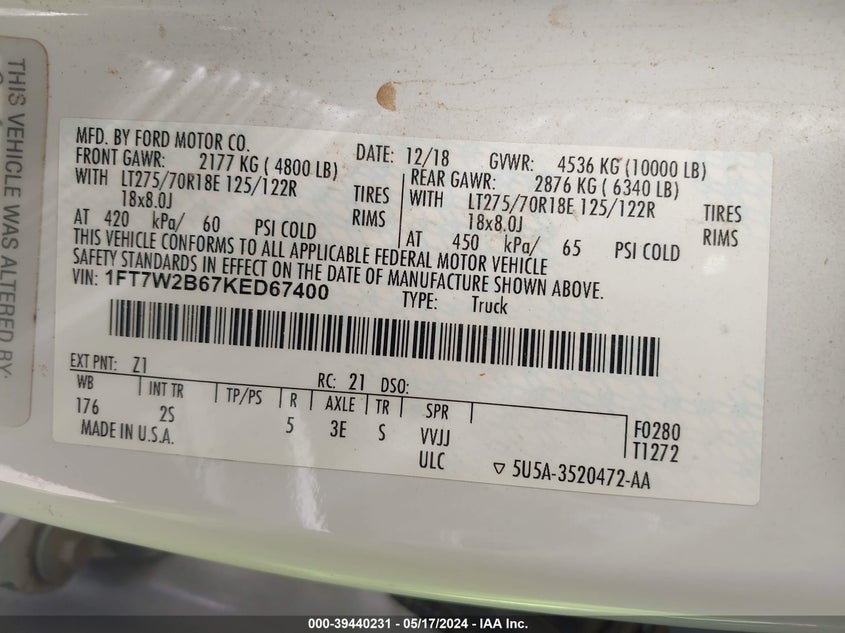 THIS VEHICLE WAS ALTERED BY
MFD. BY FORD MOTOR CO. DATE: 12/18 GVWR: 4536 KG (10000 LB)
FRONT GAWR: 2177 KG ( 4800 LB) REAR GAWR: 2876 KG ( 6340 LB)
WITH LT275/70R18E 125/122R TIRES WITH LT275/70R18E 125/122R TIRES
18x8.0J RIMS 18x8.0J RIMS
AT 420 kPa/ 60 PSI COLD AT 450 kPa/ 65 PSI COLD
THIS VEHICLE CONFORMS TO ALL APPLICABLE FEDERAL MOTOR VEHICLE
SAFETY STANDARDS IN EFFECT ON THE DATE OF MANUFACTURE SHOWN ABOVE.
VIN: 1FT7W2B67KED67400 TYPE: Truck
EXT PNT: Z1 RC: 21 DSO:
WB INT TR TP/PS R AXLE TR SPR
176 2S 5 3E S VVJJ F0280
MADE IN U.S.A. ULC T1272
5U5A-3520472-AA
000-39440231 - 05/17/2024 - IAA Inc.